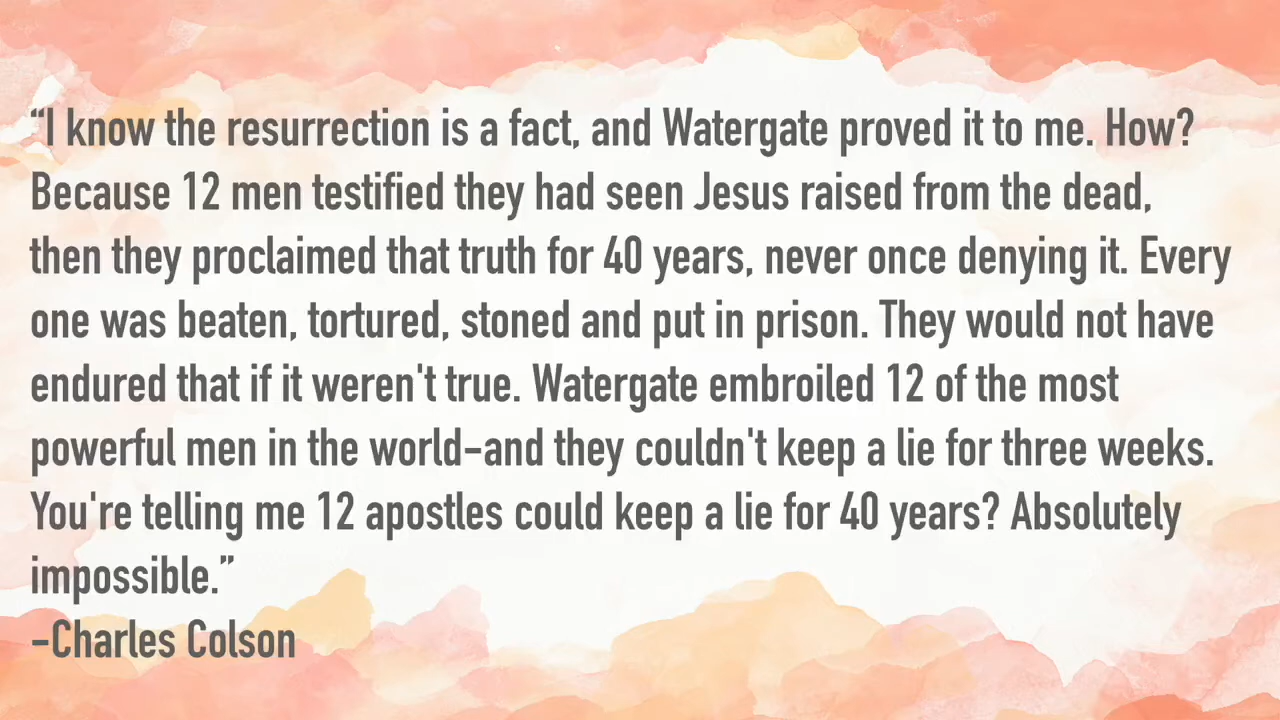 “I know the resurrection is a fact, and Watergate proved it to me. How?
Because 12 men testified they had seen Jesus raised from the dead,
then they proclaimed that truth for 40 years, never once denying it. Every
one was beaten, tortured, stoned and put in prison. They would not have
endured that if it weren't true. Watergate embroiled 12 of the most
powerful men in the world–and they couldn't keep a lie for three weeks.
You're telling me 12 apostles could keep a lie for 40 years? Absolutely
impossible.”
–Charles Colson